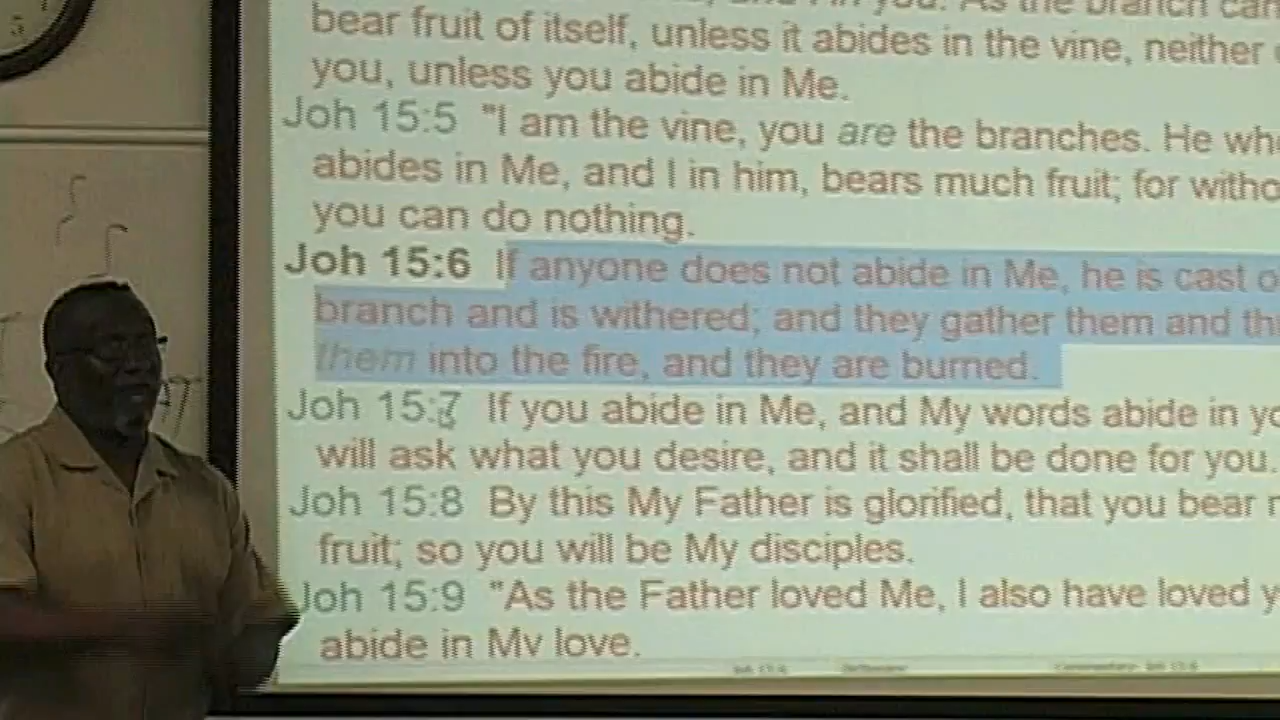 in you. As the branch
bear fruit of itself, unless it abides in the vine, neither
you, unless you abide in Me.
Joh 15:5 "I am the vine, you are the branches. He
abides in Me, and I in him, bears much fruit; for
you can do nothing.
Joh 15:6 If anyone does not abide in Me, he is cast
branch and is withered; and they gather them and
them into the fire, and they are burned.
Joh 15:7 If you abide in Me, and My words abide in
will ask what you desire, and it shall be done for you.
Joh 15:8 By this My Father is glorified, that you bear
fruit; so you will be My disciples.
Joh 15:9 "As the Father loved Me, I also have loved
abide in My love.
5